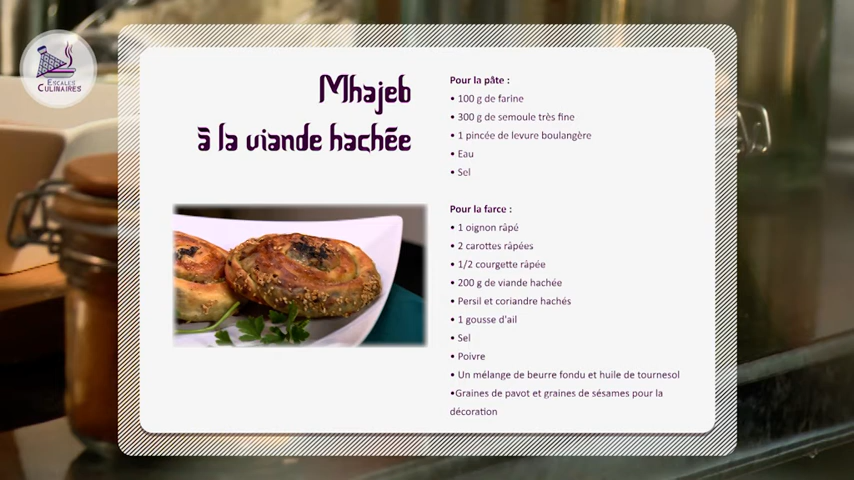 ESCALES
CULINAIRES
Mhajeb
à la viande hachée
Pour la pâte :
• 100 g de farine
• 300 g de semoule très fine
• 1 pincée de levure boulangère
• Eau
• Sel
Pour la farce :
• 1 oignon râpé
• 2 carottes râpées
• 1/2 courgette râpée
• 200 g de viande hachée
• Persil et coriandre hachés
• 1 gousse d'ail
• Sel
• Poivre
• Un mélange de beurre fondu et huile de tournesol
•Graines de pavot et graines de sésames pour la
décoration